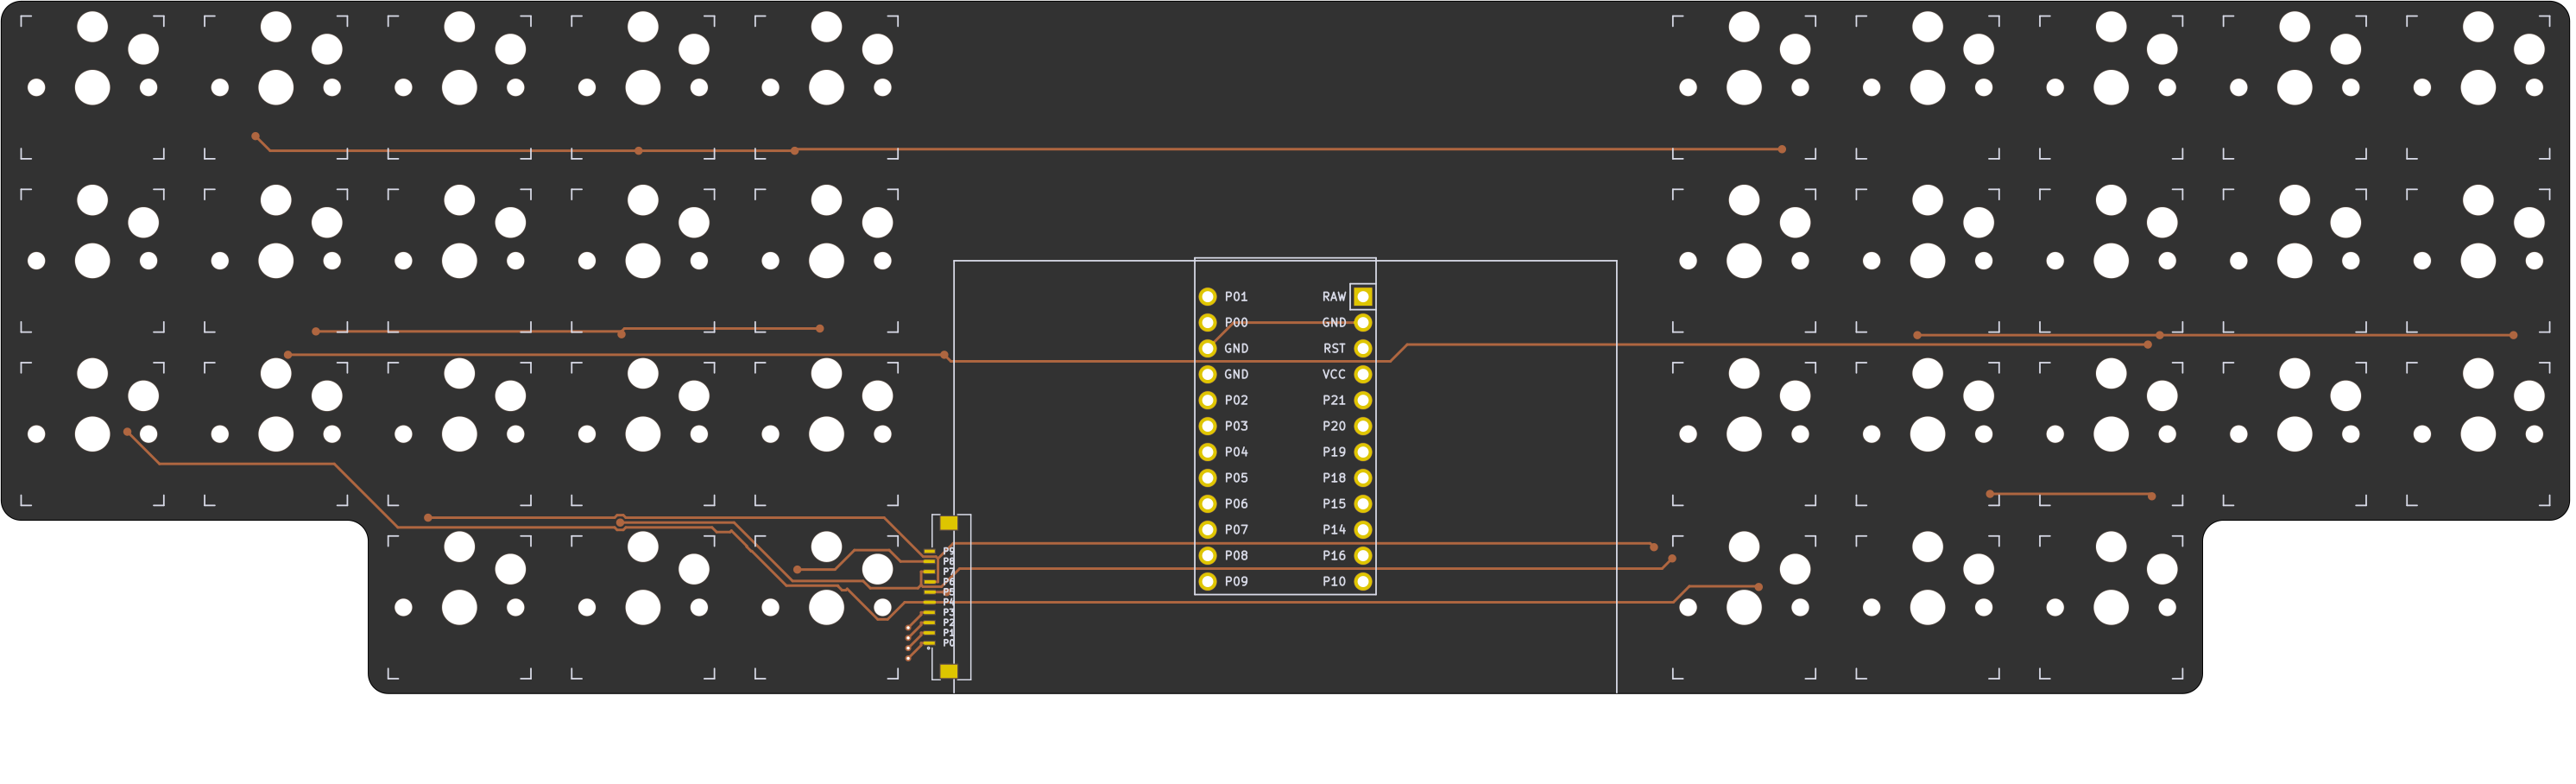 P01 RAW
P00 GND
GND RST
GND VCC
P02 P21
P03 P20
P04 P19
P05 P18
P06 P15
P07 P14
P08 P16
P09 P10
P9
P8
P7
P6
P5
P4
P3
P2
P1
P0